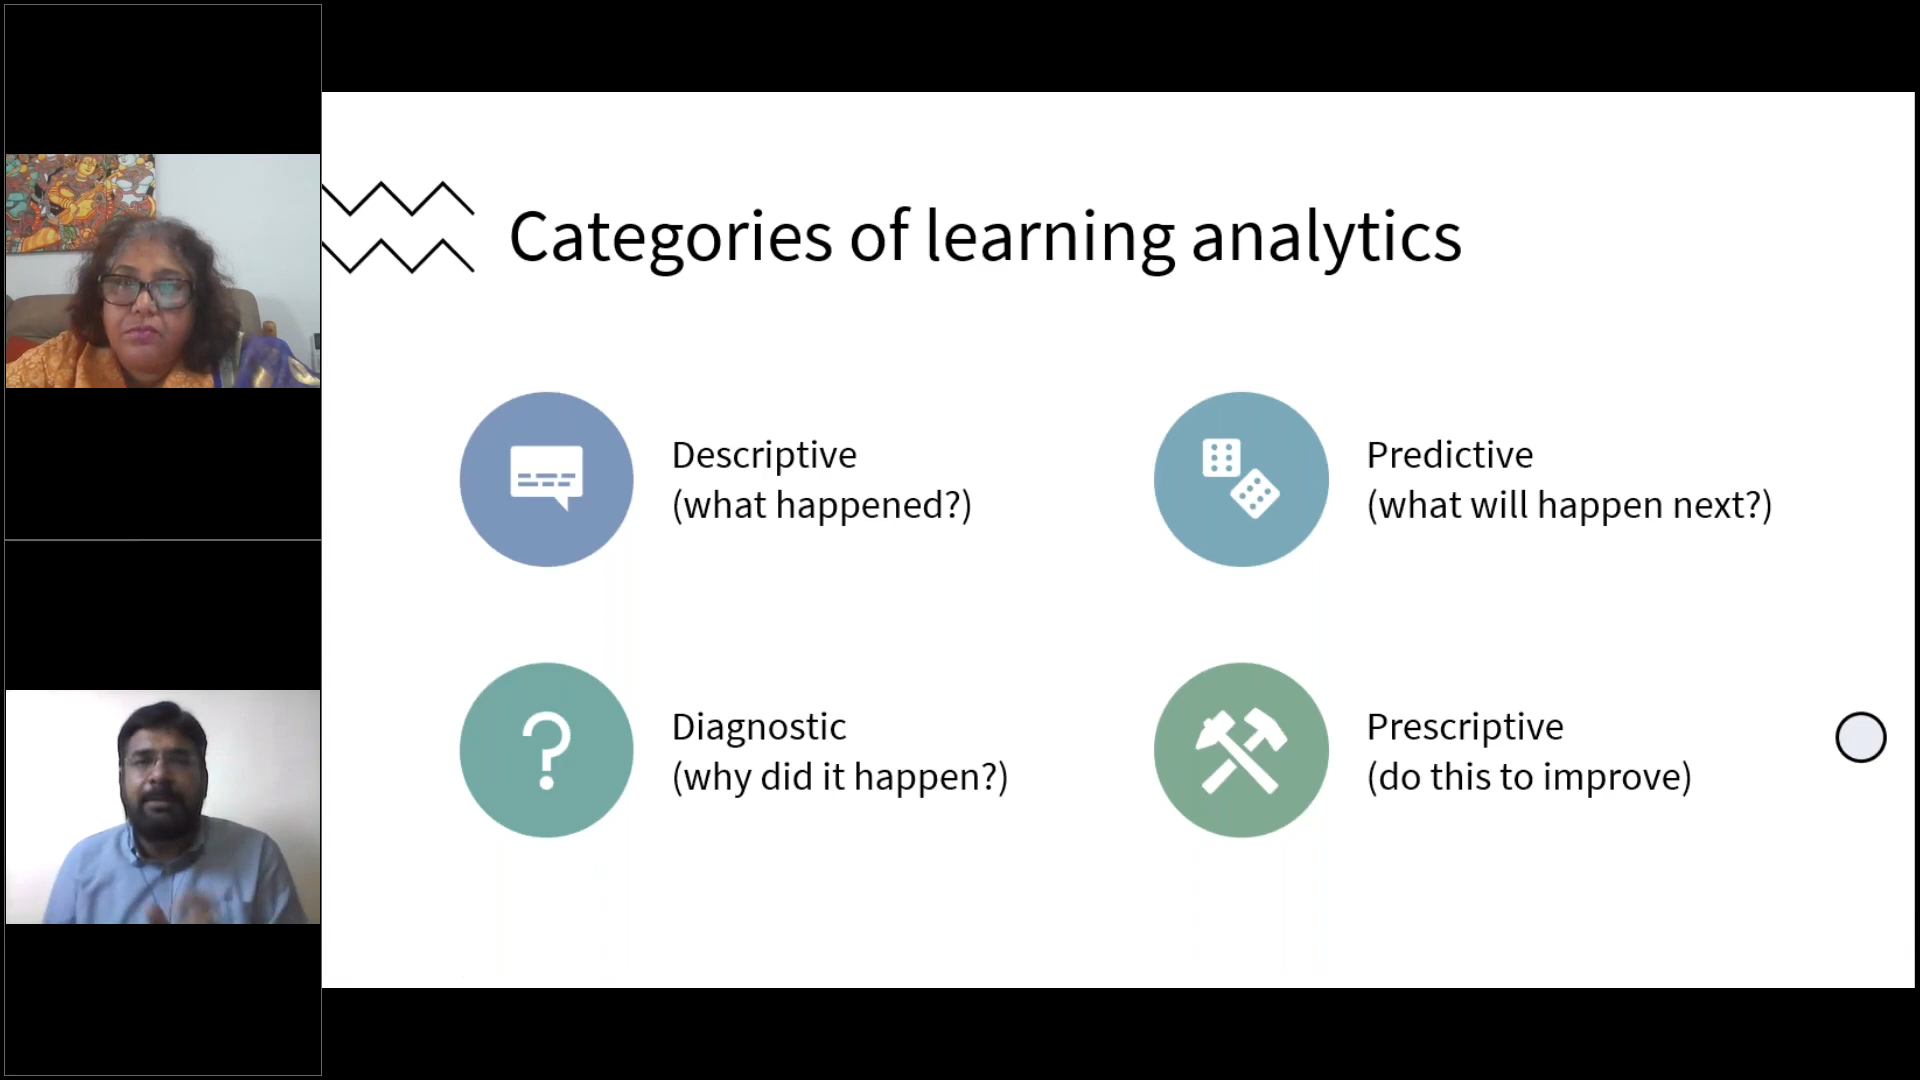 Categories of learning analytics
Descriptive
(what happened?)
Predictive
(what will happen next?)
Diagnostic
(why did it happen?)
Prescriptive
(do this to improve)